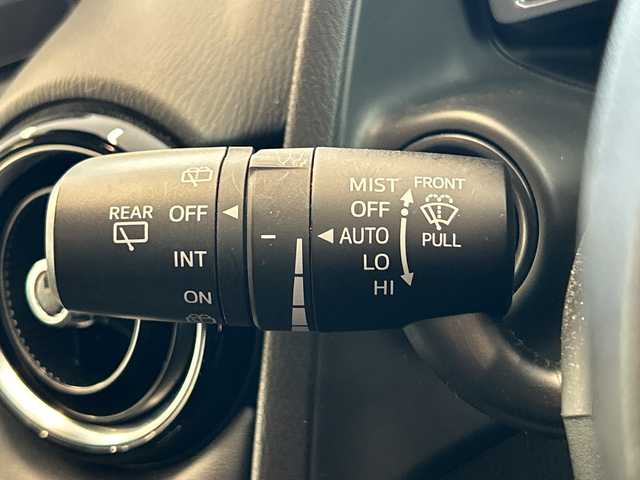 REAR
OFF
INT
ON
MIST
OFF
AUTO
LO
HI
FRONT
PULL